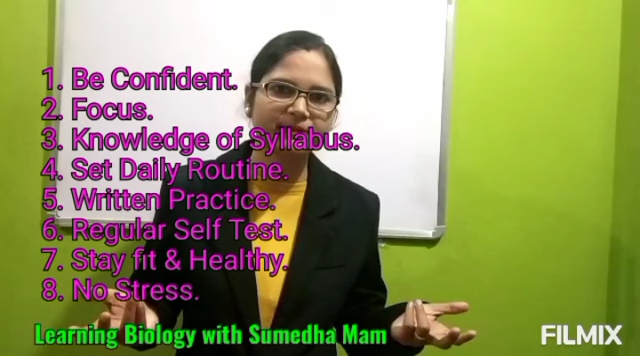 1. Be Confident.
2. Focus.
3. Knowledge of Syllabus.
4. Set Daily Routine.
5. Written Practice.
6. Regular Self Test.
7. Stay fit & Healthy.
8. No Stress.
Learning Biology with Sumedha Mam
FILMIX